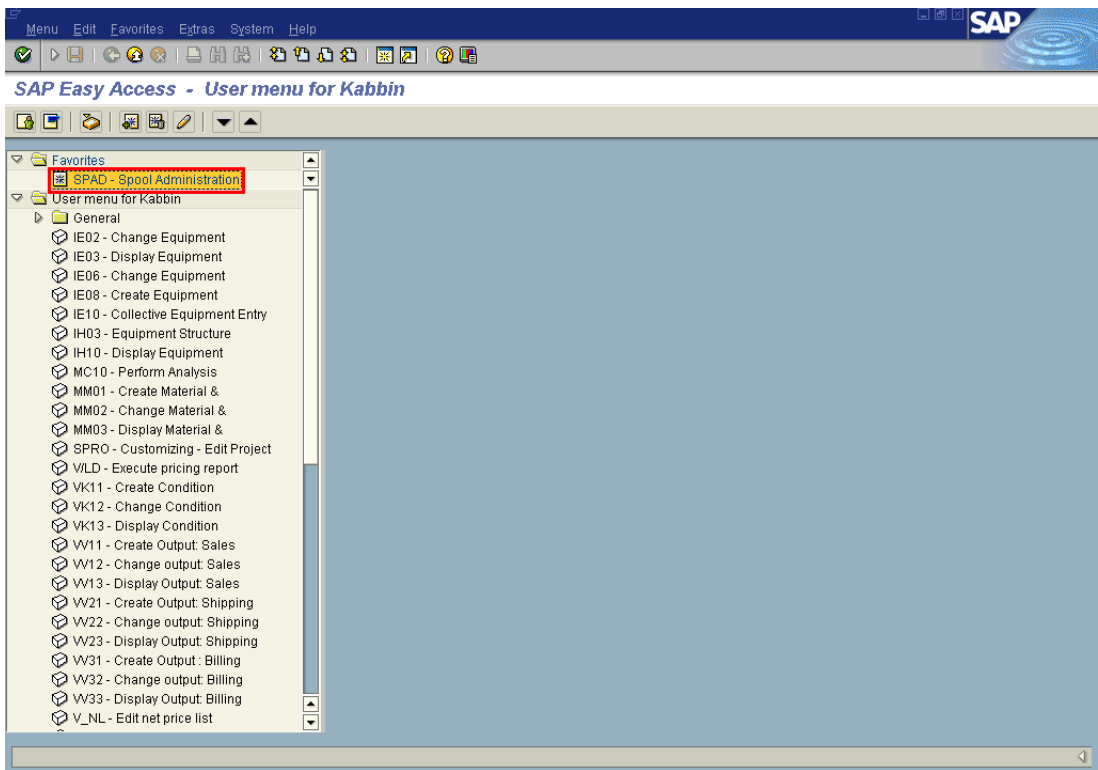 Menu Edit Favorites Extras System Help
SAP
SAP Easy Access - User menu for Kabbin
Favorites
SPAD - Spool Administration
User menu for Kabbin
General
IE02 - Change Equipment
IE03 - Display Equipment
IE06 - Change Equipment
IE08 - Create Equipment
IE10 - Collective Equipment Entry
IH03 - Equipment Structure
IH10 - Display Equipment
MC10 - Perform Analysis
MM01 - Create Material &
MM02 - Change Material &
MM03 - Display Material &
SPRO - Customizing - Edit Project
V/LD - Execute pricing report
VK11 - Create Condition
VK12 - Change Condition
VK13 - Display Condition
VV11 - Create Output: Sales
VV12 - Change output: Sales
VV13 - Display Output: Sales
VV21 - Create Output: Shipping
VV22 - Change output: Shipping
VV23 - Display Output: Shipping
VV31 - Create Output : Billing
VV32 - Change output: Billing
VV33 - Display Output: Billing
V_NL - Edit net price list